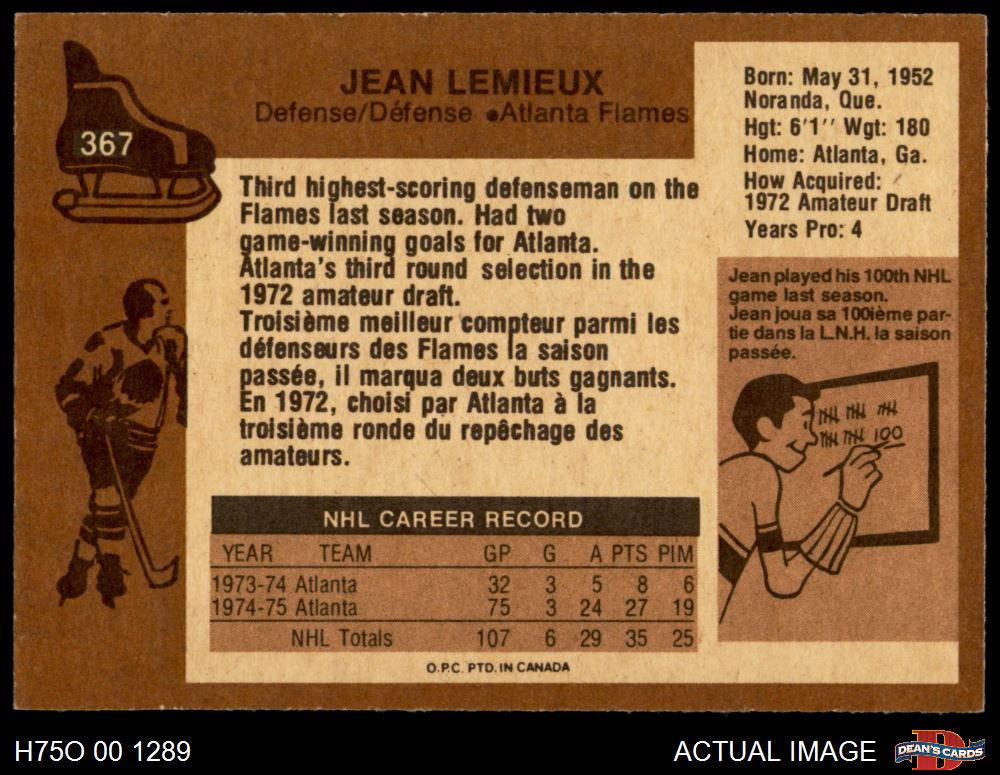 367
JEAN LEMIEUX
Defense/Défense ●Atlanta Flames
Born: May 31, 1952
Noranda, Que.
Hgt: 6'1'' Wgt: 180
Home: Atlanta, Ga.
How Acquired:
1972 Amateur Draft
Years Pro: 4
Third highest-scoring defenseman on the
Flames last season. Had two
game-winning goals for Atlanta.
Atlanta's third round selection in the
1972 amateur draft.
Troisième meilleur compteur parmi les
défenseurs des Flames la saison
passée, il marqua deux buts gagnants.
En 1972, choisi par Atlanta à la
troisième ronde du repêchage des
amateurs.
Jean played his 100th NHL
game last season.
Jean joua sa 100ième par-
tie dans la L.N.H. la saison
passée.
100
NHL CAREER RECORD
YEAR TEAM GP G A PTS PIM
1973-74 Atlanta 32 3 5 8 6
1974-75 Atlanta 75 3 24 27 19
NHL Totals 107 6 29 35 25
O.P.C. PTD. IN CANADA
H75O 00 1289
ACTUAL IMAGE
DEAN'S CARDS